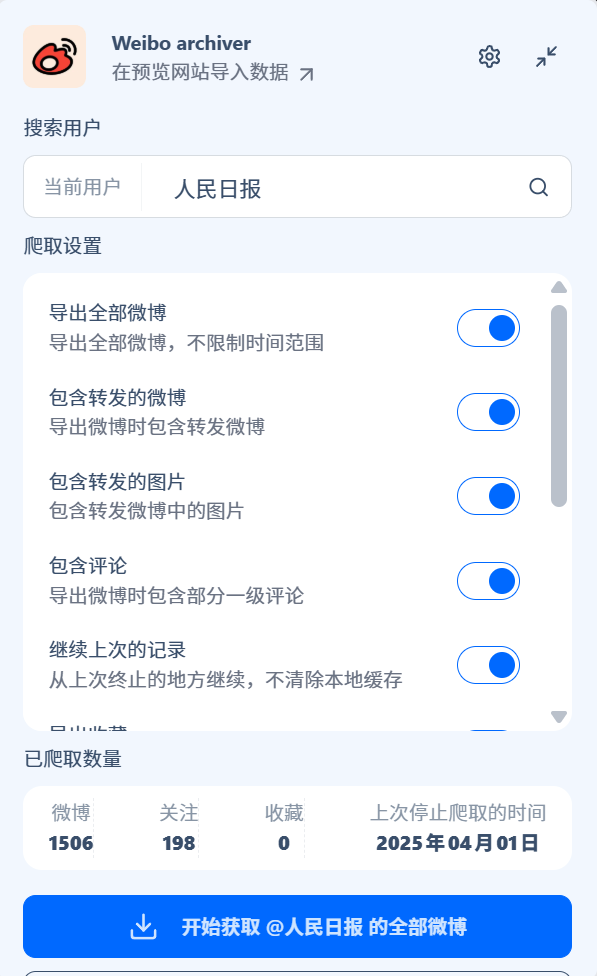 Weibo archiver
在预览网站导入数据
搜索用户
当前用户 人民日报
爬取设置
导出全部微博
导出全部微博，不限制时间范围
包含转发的微博
导出微博时包含转发微博
包含转发的图片
包含转发微博中的图片
包含评论
导出微博时包含部分一级评论
继续上次的记录
从上次终止的地方继续，不清除本地缓存
已爬取数量
微博 关注 收藏 上次停止爬取的时间
1506 198 0 2025年04月01日
开始获取 @人民日报 的全部微博